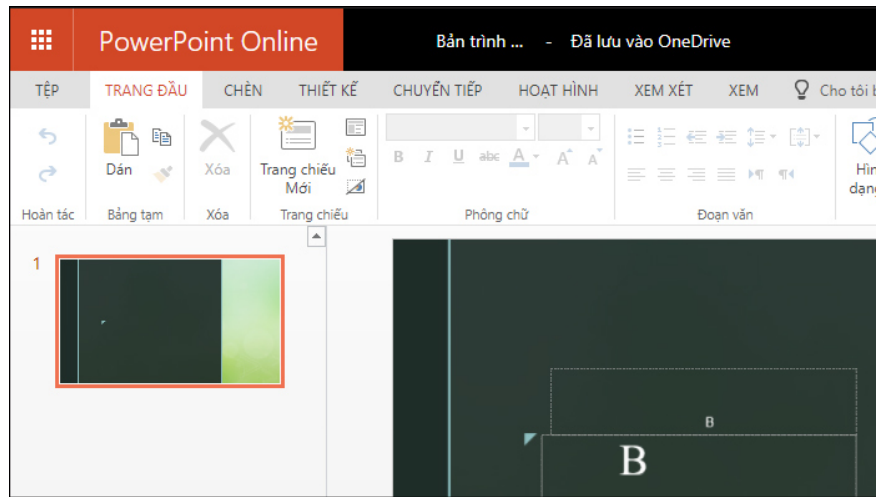 PowerPoint Online Bản trình ... - Đã lưu vào OneDrive
TỆP TRANG ĐẦU CHÈN THIẾT KẾ CHUYỂN TIẾP HOẠT HÌNH XEM XÉT XEM Cho tôi
B I U abc A A A
Dán Xóa Trang chiếu Mới
Hoàn tác Bảng tạm Xóa Trang chiếu Phông chữ Đoạn văn
1
B
B